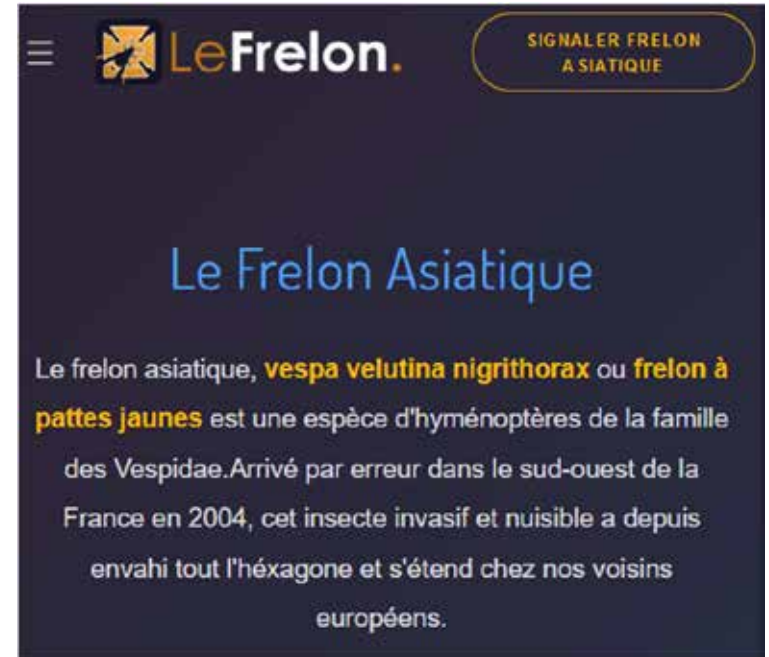 LeFrelon.
SIGNALER FRELON
ASIATIQUE
Le Frelon Asiatique
Le frelon asiatique, vespa velutina nigrithorax ou frelon à
pattes jaunes est une espèce d'hyménoptères de la famille
des Vespidae.Arrivé par erreur dans le sud-ouest de la
France en 2004, cet insecte invasif et nuisible a depuis
envahi tout l'héxagone et s'étend chez nos voisins
européens.